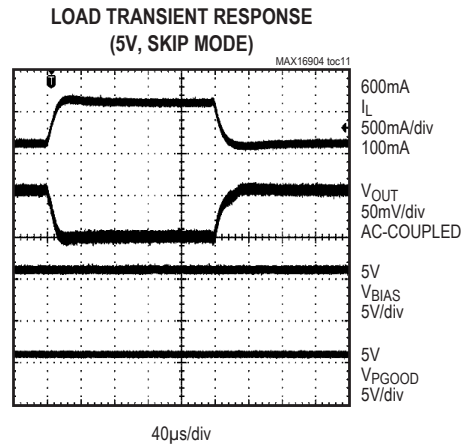 LOAD TRANSIENT RESPONSE
(5V, SKIP MODE)
MAX16904 toc11
T
600mA
IL
500mA/div
100mA
VOUT
50mV/div
AC-COUPLED
5V
VBIAS
5V/div
5V
VPGOOD
5V/div
40µs/div